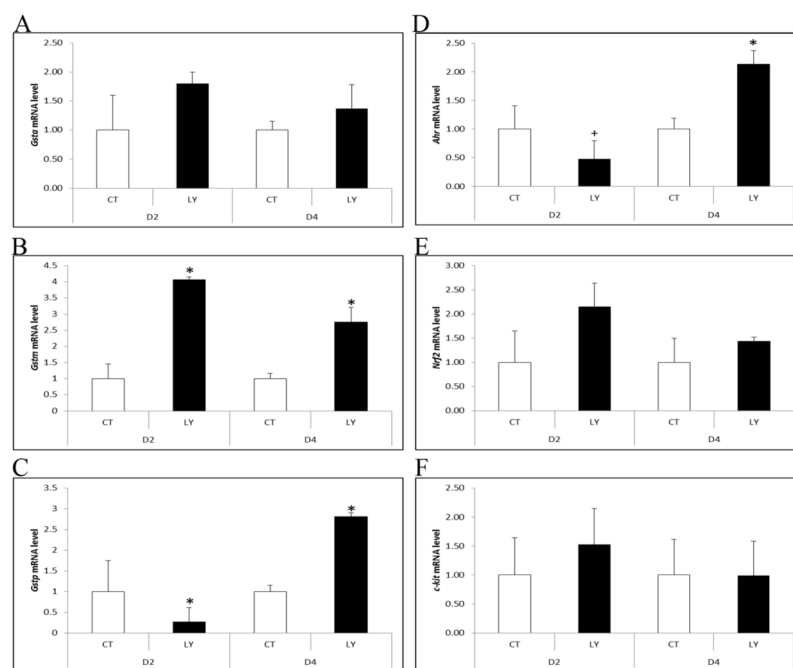 A
2.50
2.00
1.50
1.00
0.50
0.00
Gsta mRNA level
CT LY CT LY
D2 D4
B
4.5
4
3.5
3
2.5
2
1.5
1
0.5
0
Gstm mRNA level
* *
CT LY CT LY
D2 D4
C
3
2.5
2
1.5
1
0.5
0
Gstp mRNA level
* *
CT LY CT LY
D2 D4
D
2.50
2.00
1.50
1.00
0.50
0.00
Ahr mRNA level
+ *
CT LY CT LY
D2 D4
E
3.00
2.50
2.00
1.50
1.00
0.50
0.00
Nrf2 mRNA level
CT LY CT LY
D2 D4
F
2.50
2.00
1.50
1.00
0.50
0.00
c-kit mRNA level
CT LY CT LY
D2 D4